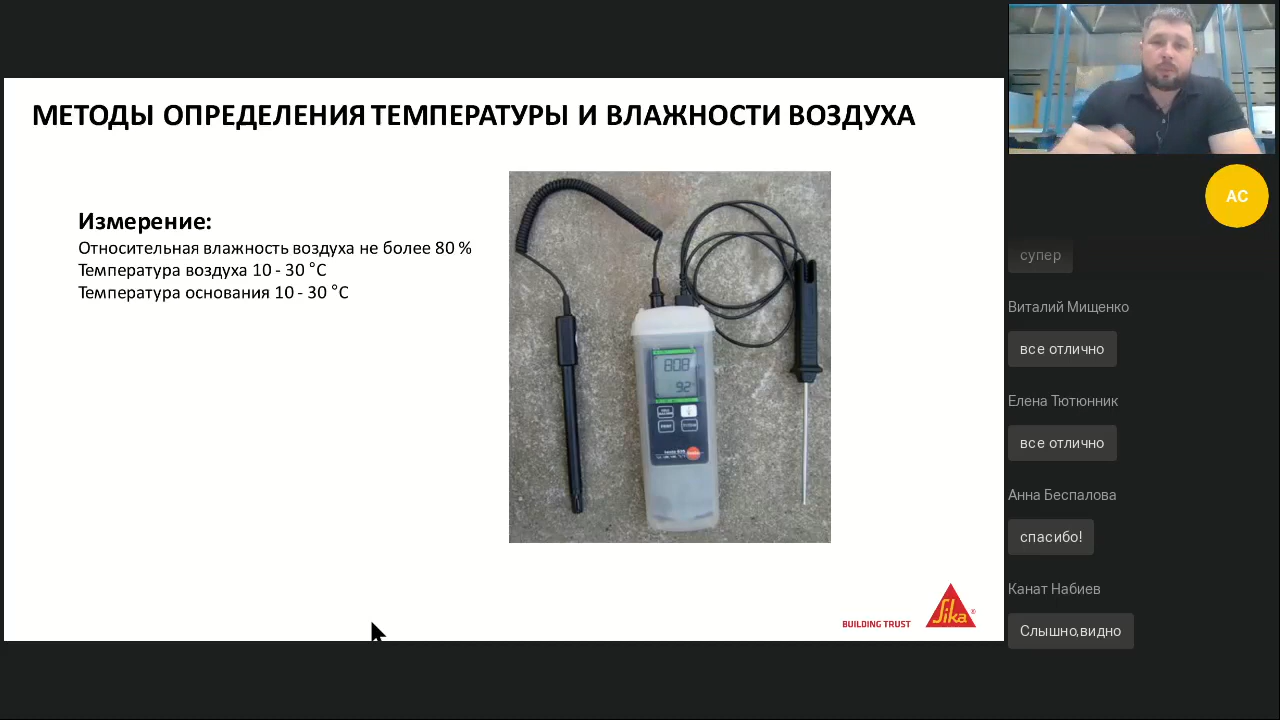 МЕТОДЫ ОПРЕДЕЛЕНИЯ ТЕМПЕРАТУРЫ И ВЛАЖНОСТИ ВОЗДУХА
Измерение:
Относительная влажность воздуха не более 80 %
Температура воздуха 10 - 30 °C
Температура основания 10 - 30 °C
808
92
BUILDING TRUST
Sika®
АС
супер
Виталий Мищенко
все отлично
Елена Тютюнник
все отлично
Анна Беспалова
спасибо!
Канат Набиев
Слышно,видно